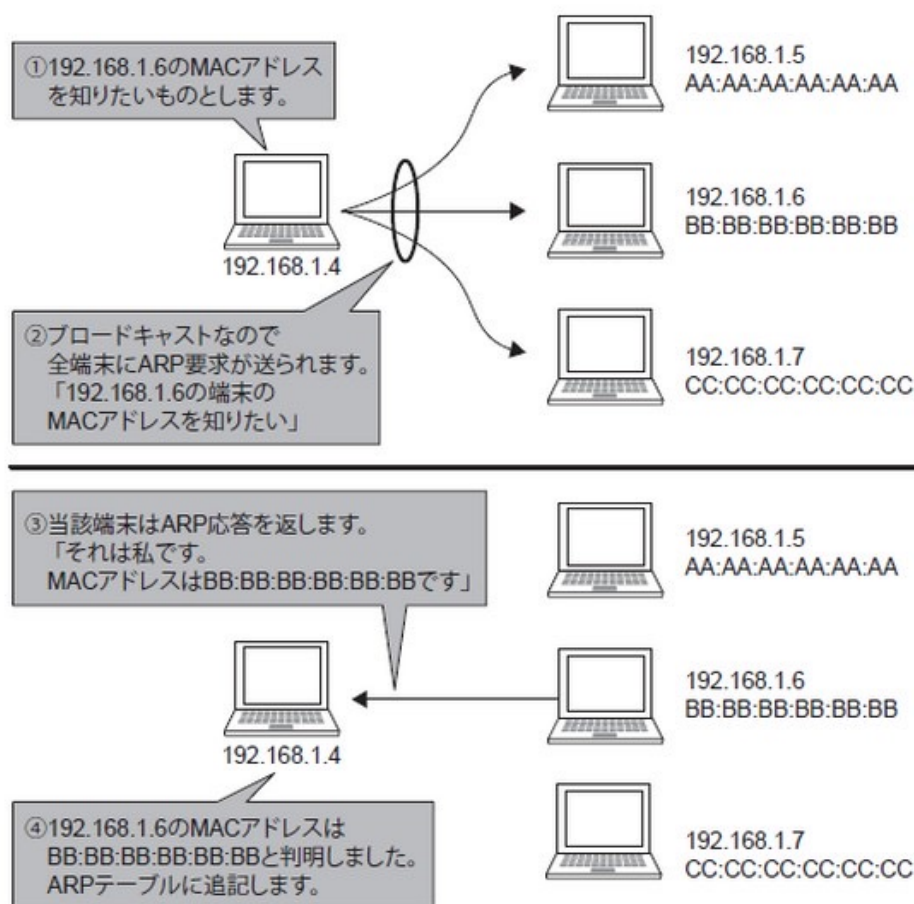 ①192.168.1.6のMACアドレス
を知りたいものとします。
192.168.1.4
②ブロードキャストなので
全端末にARP要求が送られます。
「192.168.1.6の端末の
MACアドレスを知りたい」
192.168.1.5
AA:AA:AA:AA:AA:AA
192.168.1.6
BB:BB:BB:BB:BB:BB
192.168.1.7
CC:CC:CC:CC:CC:CC
③当該端末はARP応答を返します。
「それは私です。
MACアドレスはBB:BB:BB:BB:BB:BBです」
192.168.1.4
④192.168.1.6のMACアドレスは
BB:BB:BB:BB:BB:BBと判明しました。
ARPテーブルに追記します。
192.168.1.5
AA:AA:AA:AA:AA:AA
192.168.1.6
BB:BB:BB:BB:BB:BB
192.168.1.7
CC:CC:CC:CC:CC:CC